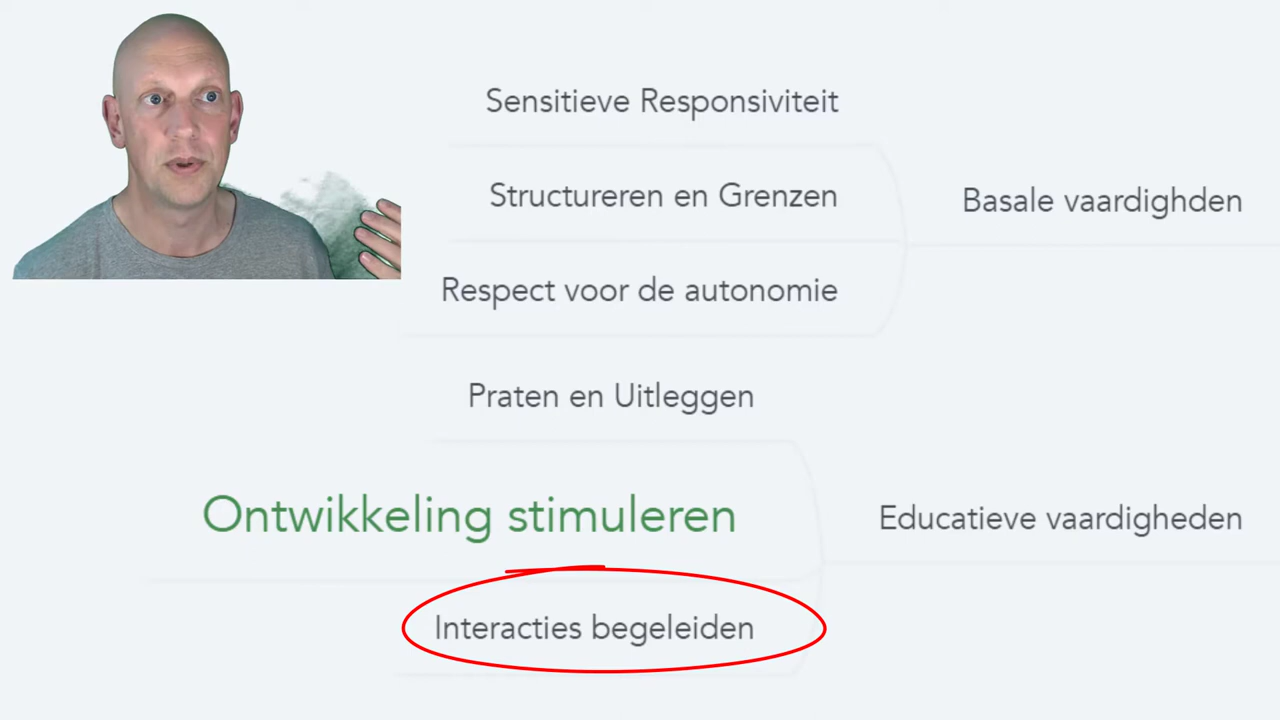 Sensitieve Responsiviteit
Structureren en Grenzen
Basale vaardighden
Respect voor de autonomie
Praten en Uitleggen
Ontwikkeling stimuleren
Educatieve vaardigheden
Interacties begeleiden